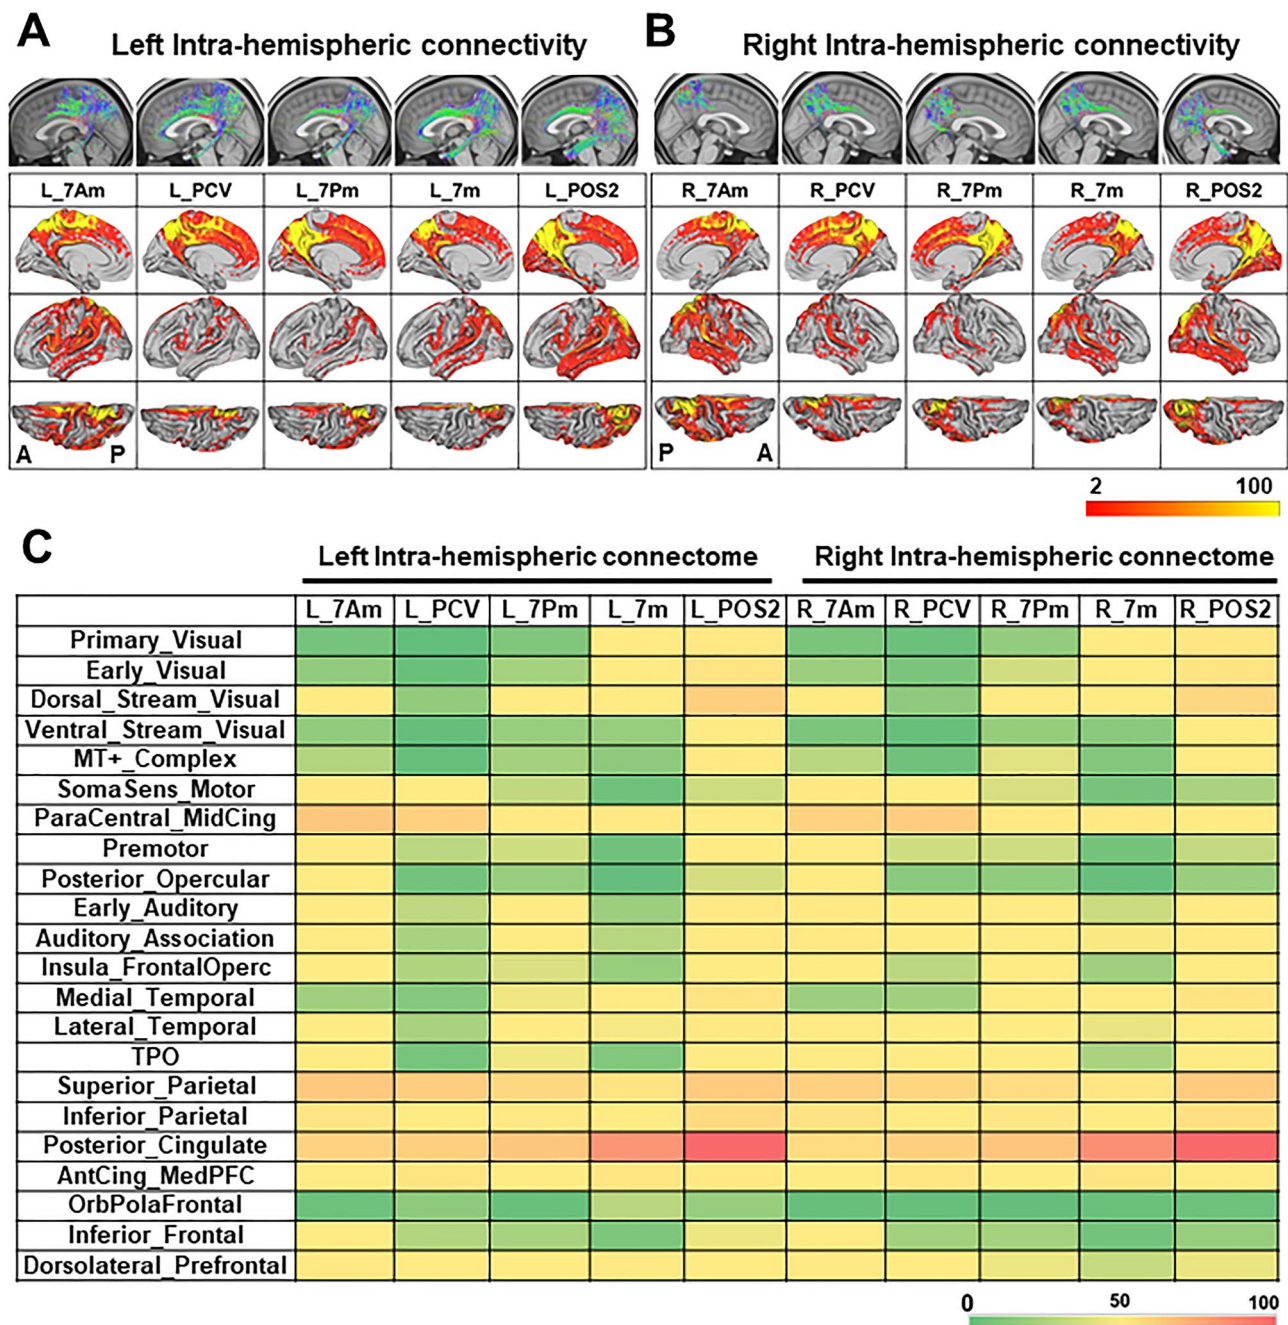 A
Left Intra-hemispheric connectivity
B
Right Intra-hemispheric connectivity
L_7Am L_PCV L_7Pm L_7m L_POS2 R_7Am R_PCV R_7Pm R_7m R_POS2
A P P A
2 100
C
Left Intra-hemispheric connectome Right Intra-hemispheric connectome
L_7Am L_PCV L_7Pm L_7m L_POS2 R_7Am R_PCV R_7Pm R_7m R_POS2
Primary_Visual
Early_Visual
Dorsal_Stream_Visual
Ventral_Stream_Visual
MT+_Complex
SomaSens_Motor
ParaCentral_MidCing
Premotor
Posterior_Opercular
Early_Auditory
Auditory_Association
Insula_FrontalOperc
Medial_Temporal
Lateral_Temporal
TPO
Superior_Parietal
Inferior_Parietal
Posterior_Cingulate
AntCing_MedPFC
OrbPolaFrontal
Inferior_Frontal
Dorsolateral_Prefrontal
0 50 100